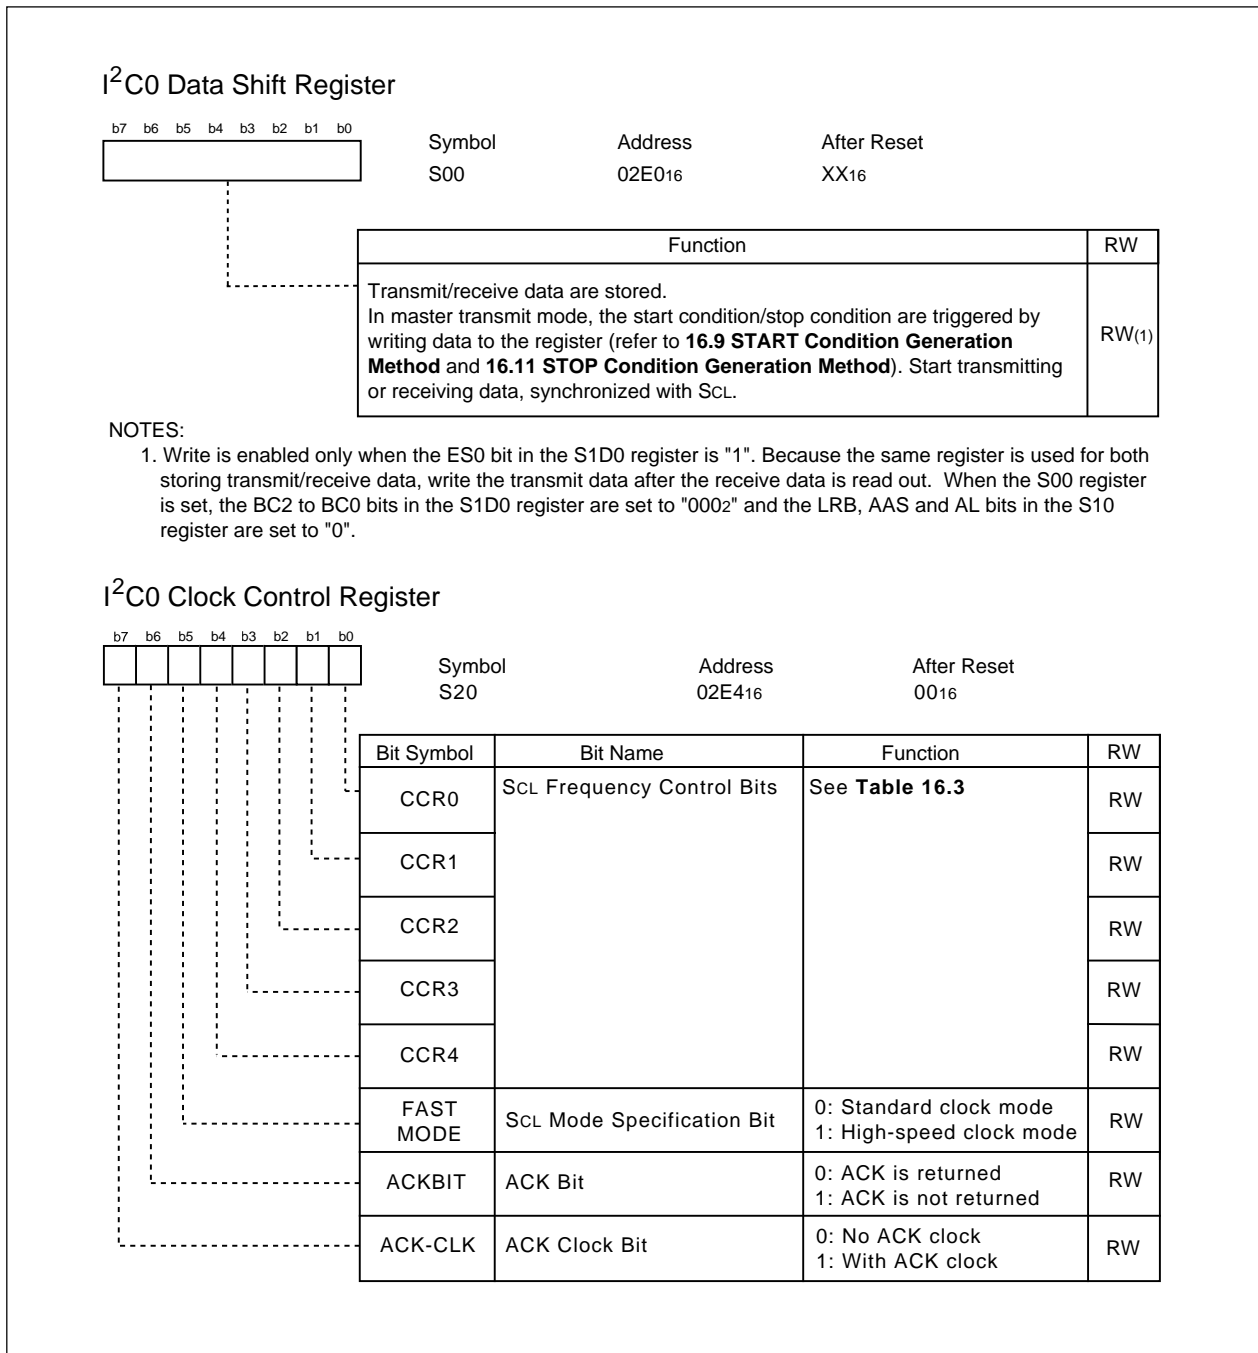 I2C0 Data Shift Register
b7 b6 b5 b4 b3 b2 b1 b0
Symbol Address After Reset
S00 02E016 XX16
Function RW
Transmit/receive data are stored.
In master transmit mode, the start condition/stop condition are triggered by
writing data to the register (refer to 16.9 START Condition Generation
Method and 16.11 STOP Condition Generation Method). Start transmitting
or receiving data, synchronized with SCL.
RW(1)
NOTES:
1. Write is enabled only when the ES0 bit in the S1D0 register is "1". Because the same register is used for both
storing transmit/receive data, write the transmit data after the receive data is read out. When the S00 register
is set, the BC2 to BC0 bits in the S1D0 register are set to "0002" and the LRB, AAS and AL bits in the S10
register are set to "0".
I2C0 Clock Control Register
b7 b6 b5 b4 b3 b2 b1 b0
Symbol Address After Reset
S20 02E416 0016
Bit Symbol Bit Name Function RW
CCR0 SCL Frequency Control Bits See Table 16.3 RW
CCR1 RW
CCR2 RW
CCR3 RW
CCR4 RW
FAST
MODE
SCL Mode Specification Bit
0: Standard clock mode
1: High-speed clock mode
RW
ACKBIT ACK Bit
0: ACK is returned
1: ACK is not returned
RW
ACK-CLK ACK Clock Bit
0: No ACK clock
1: With ACK clock
RW